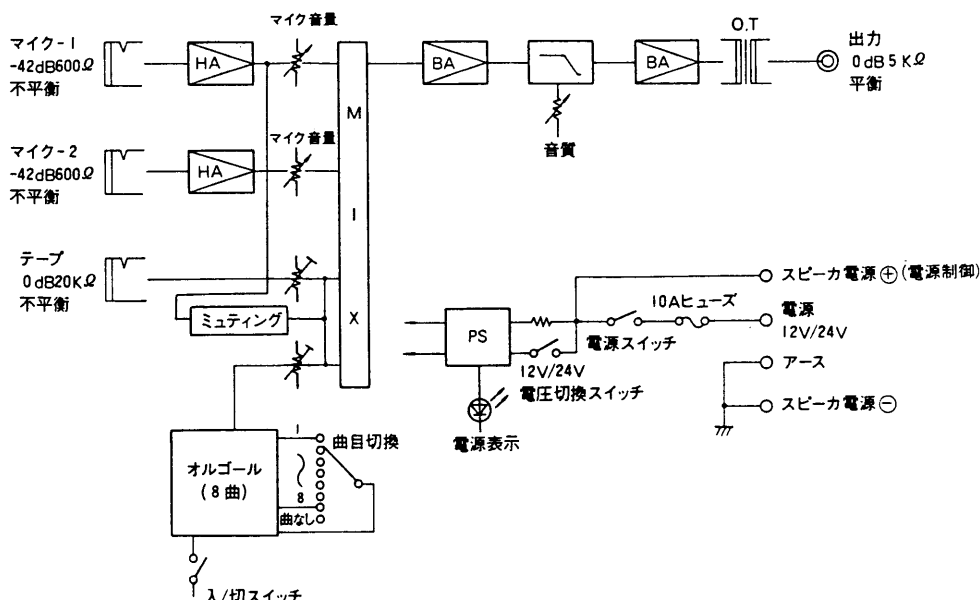 マイク-1
-42dB600Ω
不平衡
HA
マイク音量
マイク-2
-42dB600Ω
不平衡
HA
マイク音量
テープ
0dB20KΩ
不平衡
ミュティング
M
I
X
BA
音質
BA
O.T
出力
0dB5KΩ
平衡
PS
12V/24V
電圧切換スイッチ
電源表示
電源スイッチ
10Aヒューズ
スピーカ電源⊕(電源制御)
電源
12V/24V
アース
スピーカ電源⊖
オルゴール
(8曲)
1
〜
8
曲なし
曲目切換
入/切スイッチ